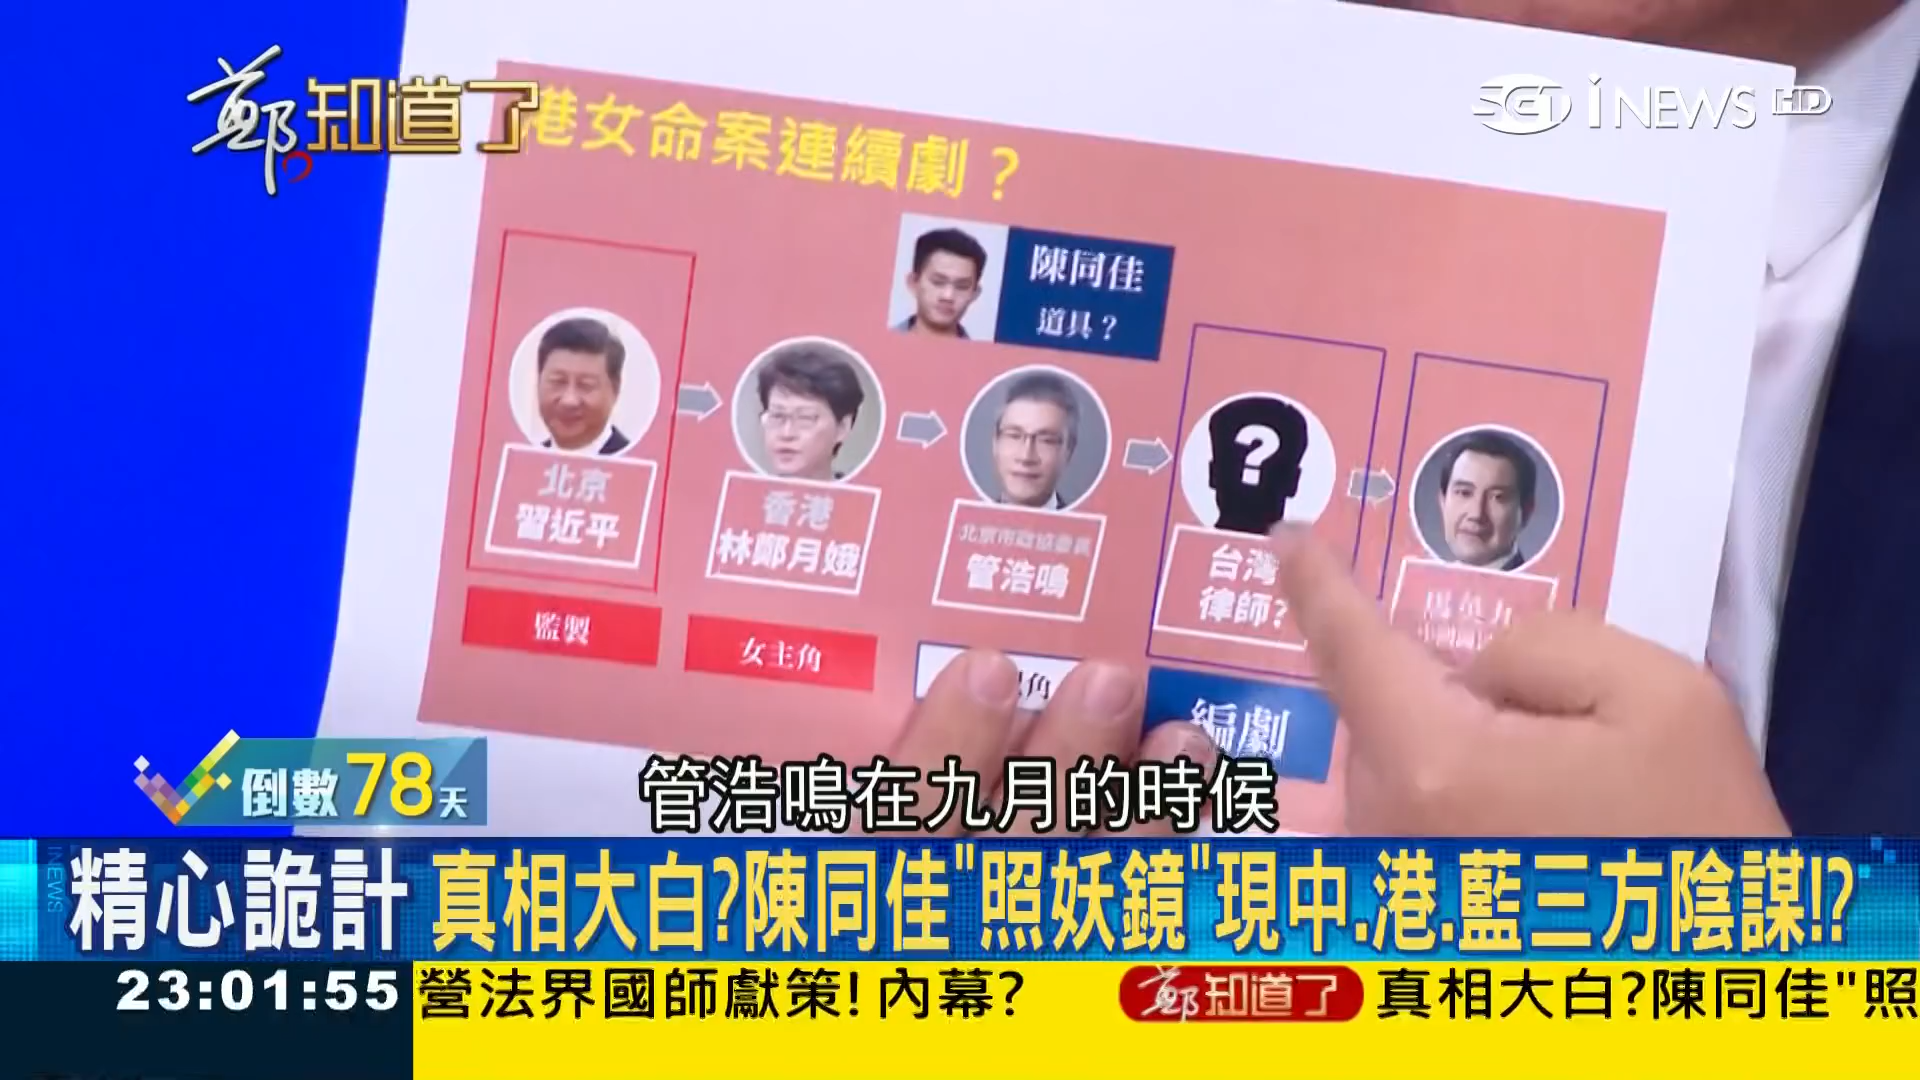 鄭知道了
SET iNEWS HD
港女命案連續劇？
陳同佳
道具？
北京
習近平
香港
林鄭月娥
北京市政協委員
管浩鳴
台灣
律師?
馬英九
監製
女主角
角
編劇
管浩鳴在九月的時候
倒數78天
iNEWS
精心詭計 真相大白?陳同佳"照妖鏡"現中.港.藍三方陰謀!?
23:01:55
營法界國師獻策!內幕? 鄭知道了 真相大白?陳同佳"照